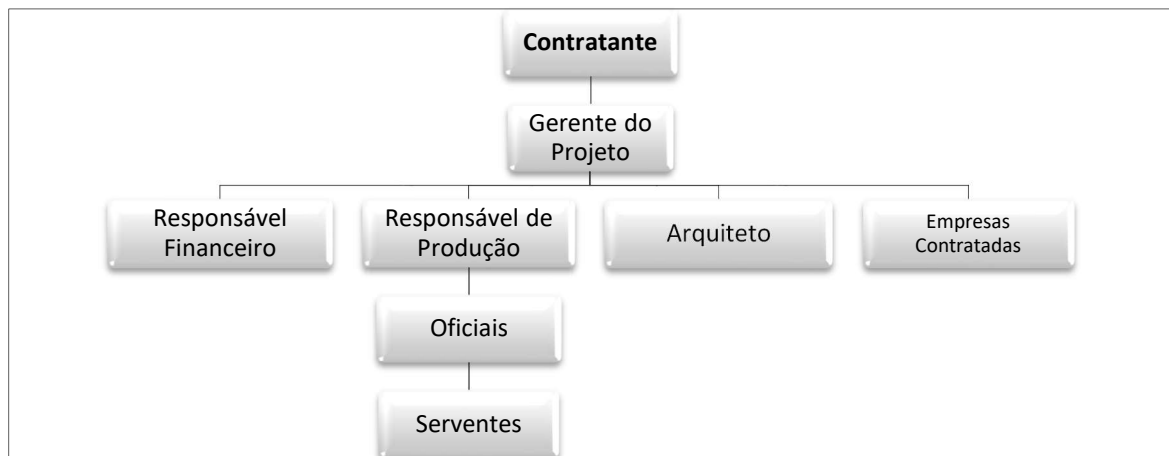 Contratante
Gerente do
Projeto
Responsável
Financeiro
Responsável de
Produção
Arquiteto
Empresas
Contratadas
Oficiais
Serventes